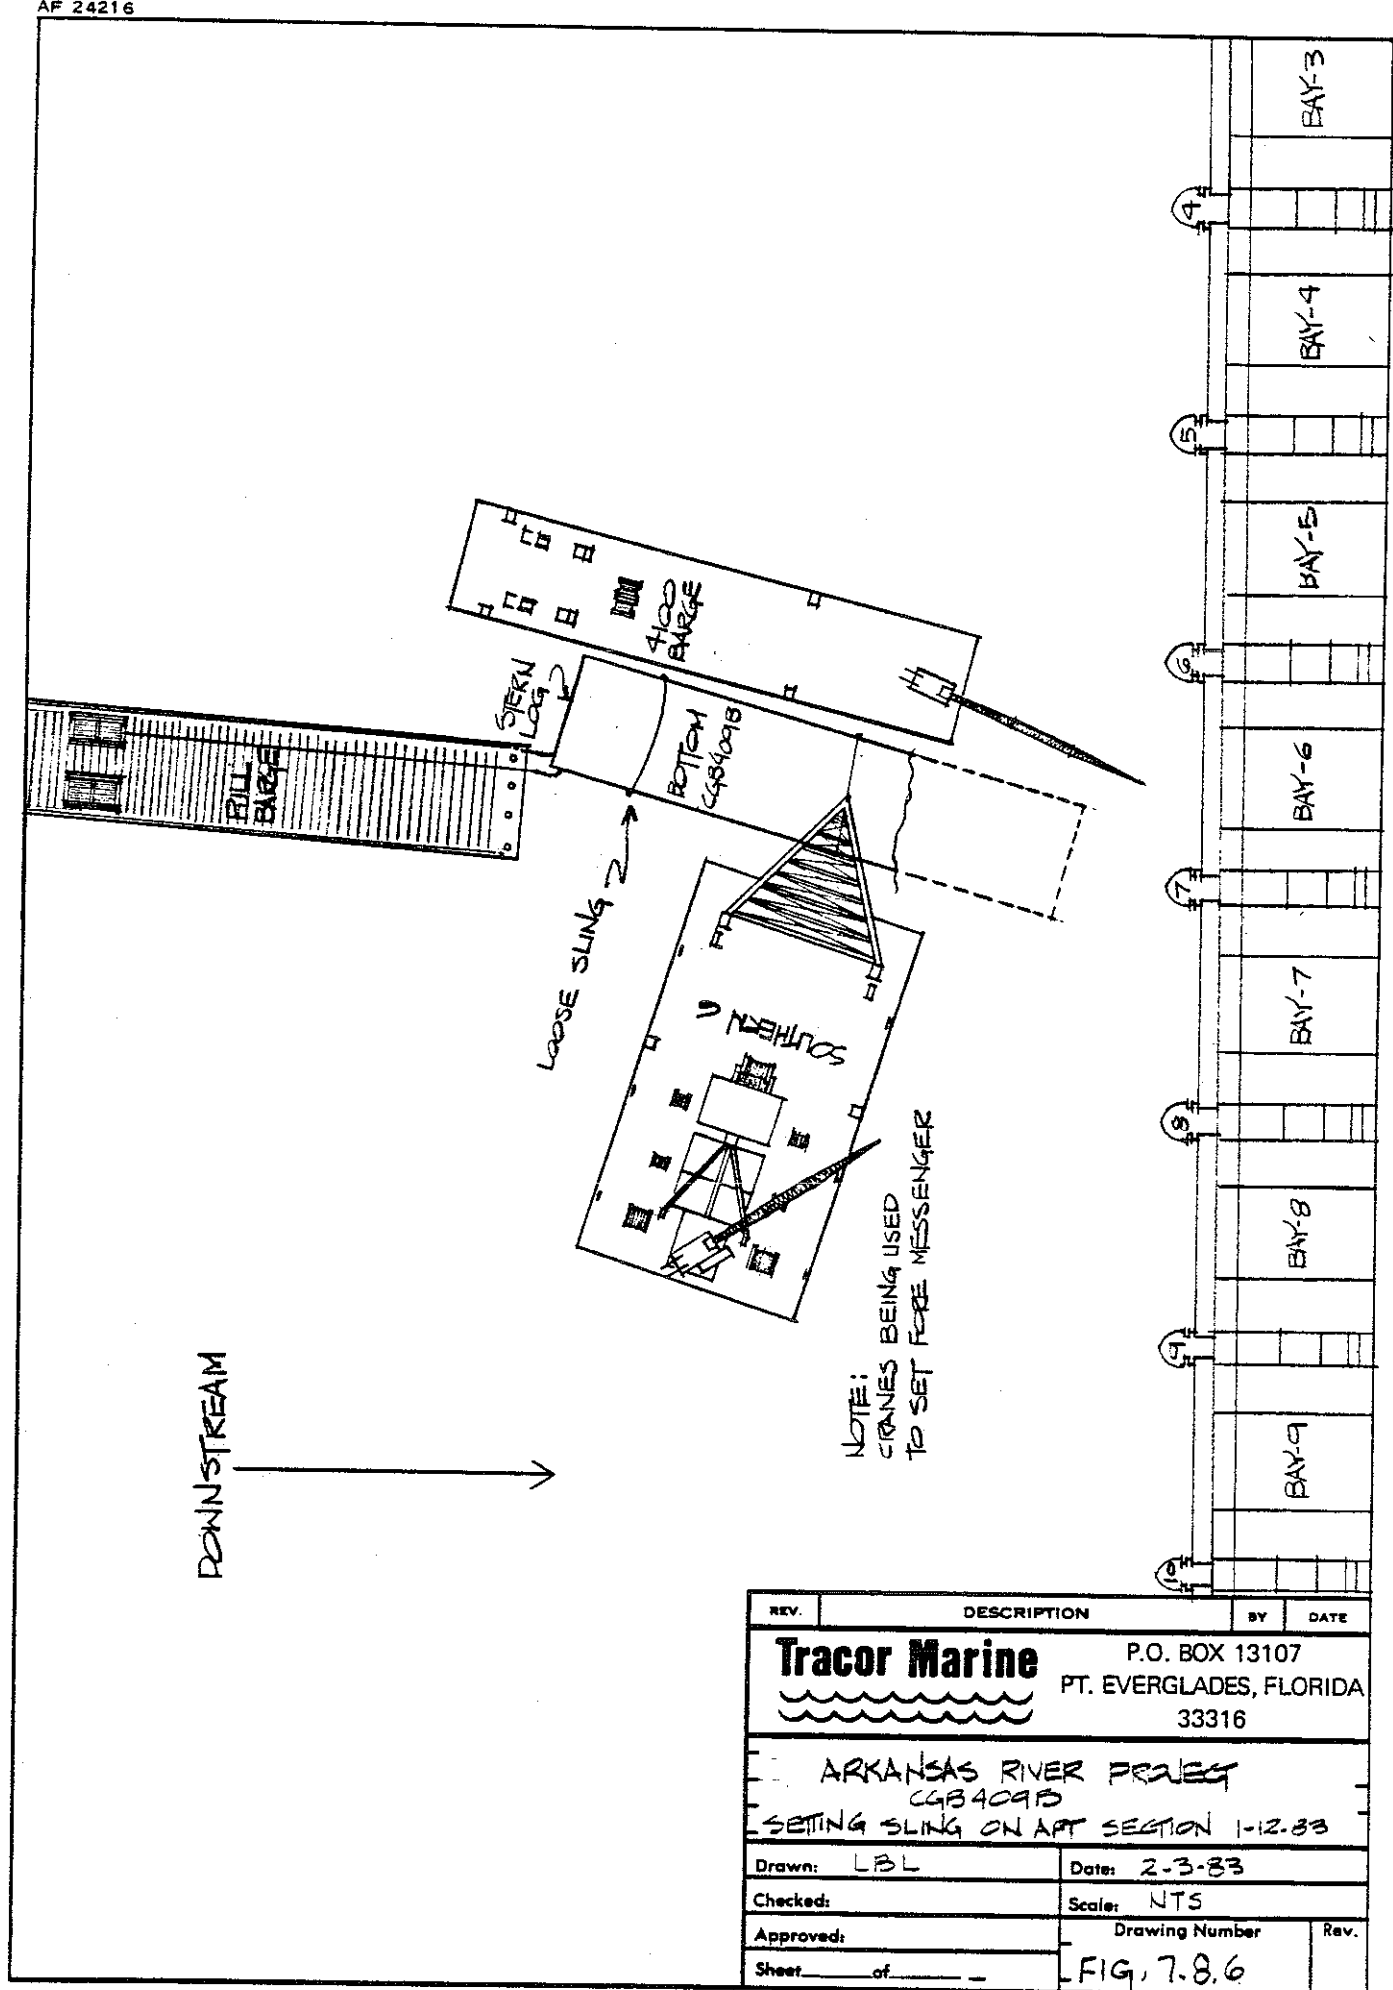 AF 24216
BAY-3
4
BAY-4
5
BAY-5
6
BAY-6
7
BAY-7
8
BAY-8
9
BAY-9
10
4100
BARGE
STERN
LOG
BOTTOM
CGB409B
BARGE
LOOSE SLING
SOUTHERN
NOTE:
CRANES BEING USED
TO SET FORE MESSENGER
DOWNSTREAM
REV. DESCRIPTION BY DATE
Tracor Marine
P.O. BOX 13107
PT. EVERGLADES, FLORIDA
33316
ARKANSAS RIVER PROJECT
CGB409B
SETTING SLING ON AFT SECTION 1-12-83
Drawn: LBL
Date: 2-3-83
Checked:
Scale: NTS
Approved:
Drawing Number
Rev.
Sheet of
FIG. 7.8.6